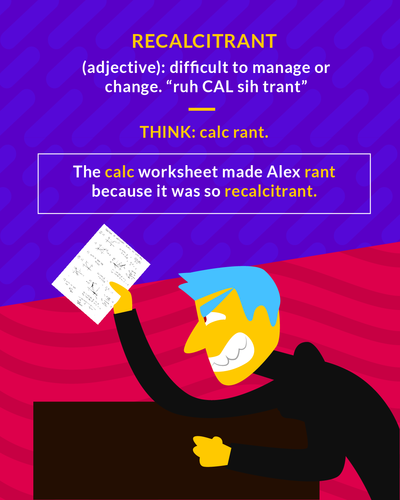 RECALCITRANT
(adjective): difficult to manage or
change. “ruh CAL sih trant”
THINK: calc rant.
The calc worksheet made Alex rant
because it was so recalcitrant.